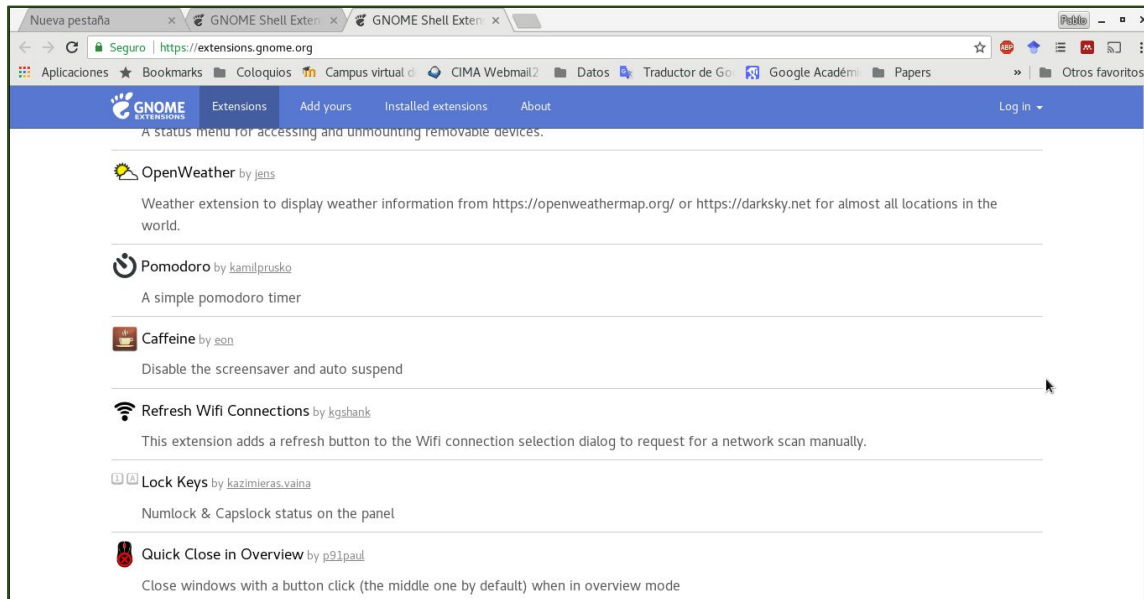 Nueva pestaña
GNOME Shell Exten
GNOME Shell Exten
Pablo
Seguro | https://extensions.gnome.org
ABP
Aplicaciones Bookmarks Coloquios Campus virtual d CIMA Webmail2 Datos Traductor de Go Google Académi Papers » Otros favoritos
GNOME EXTENSIONS Extensions Add yours Installed extensions About Log in
A status menu for accessing and unmounting removable devices.
OpenWeather by jens
Weather extension to display weather information from https://openweathermap.org/ or https://darksky.net for almost all locations in the
world.
Pomodoro by kamilprusko
A simple pomodoro timer
Caffeine by eon
Disable the screensaver and auto suspend
Refresh Wifi Connections by kgshank
This extension adds a refresh button to the Wifi connection selection dialog to request for a network scan manually.
1 A Lock Keys by kazimieras.vaina
Numlock & Capslock status on the panel
Quick Close in Overview by p91paul
Close windows with a button click (the middle one by default) when in overview mode